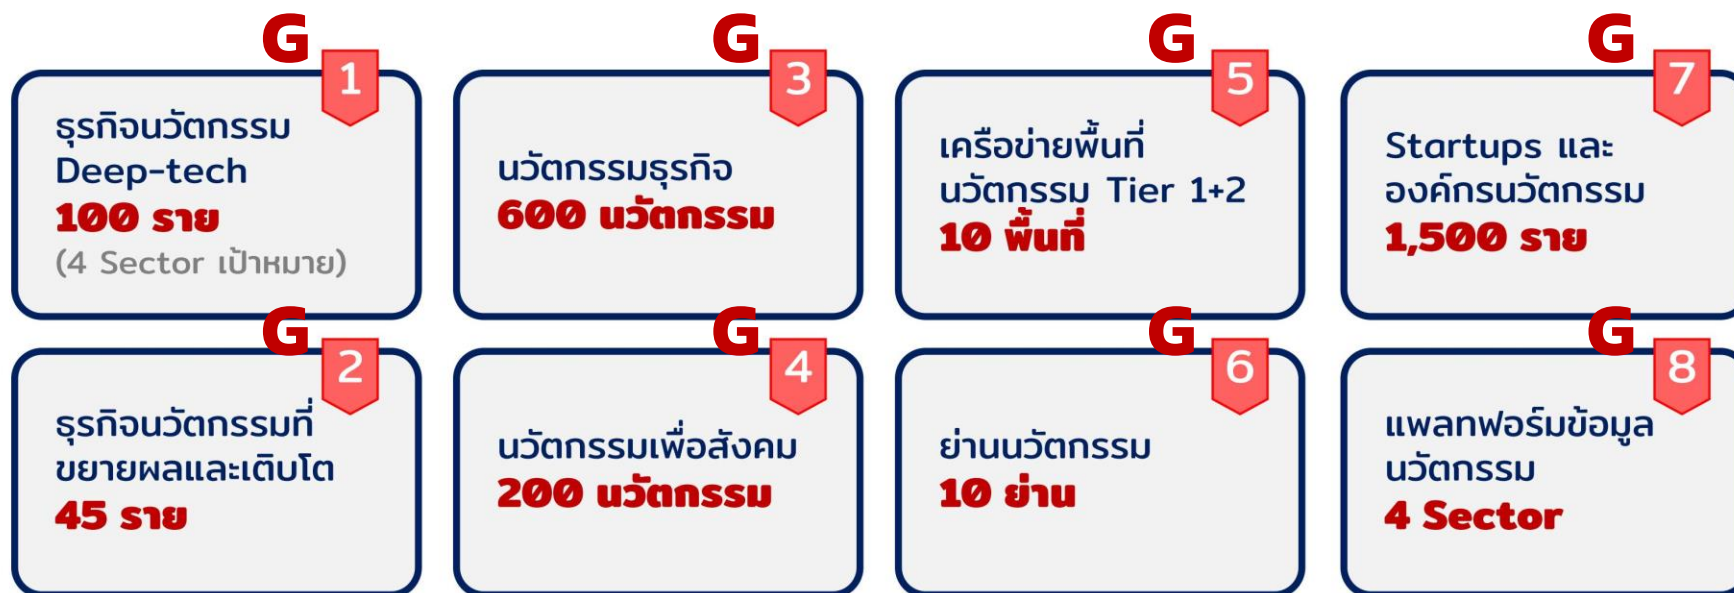 G 1
ธุรกิจนวัตกรรม
Deep-tech
100 ราย
(4 Sector เป้าหมาย)
G 2
ธุรกิจนวัตกรรมที่
ขยายผลและเติบโต
45 ราย
G 3
นวัตกรรมธุรกิจ
600 นวัตกรรม
G 4
นวัตกรรมเพื่อสังคม
200 นวัตกรรม
G 5
เครือข่ายพื้นที่
นวัตกรรม Tier 1+2
10 พื้นที่
G 6
ย่านนวัตกรรม
10 ย่าน
G 7
Startups และ
องค์กรนวัตกรรม
1,500 ราย
G 8
แพลทฟอร์มข้อมูล
นวัตกรรม
4 Sector